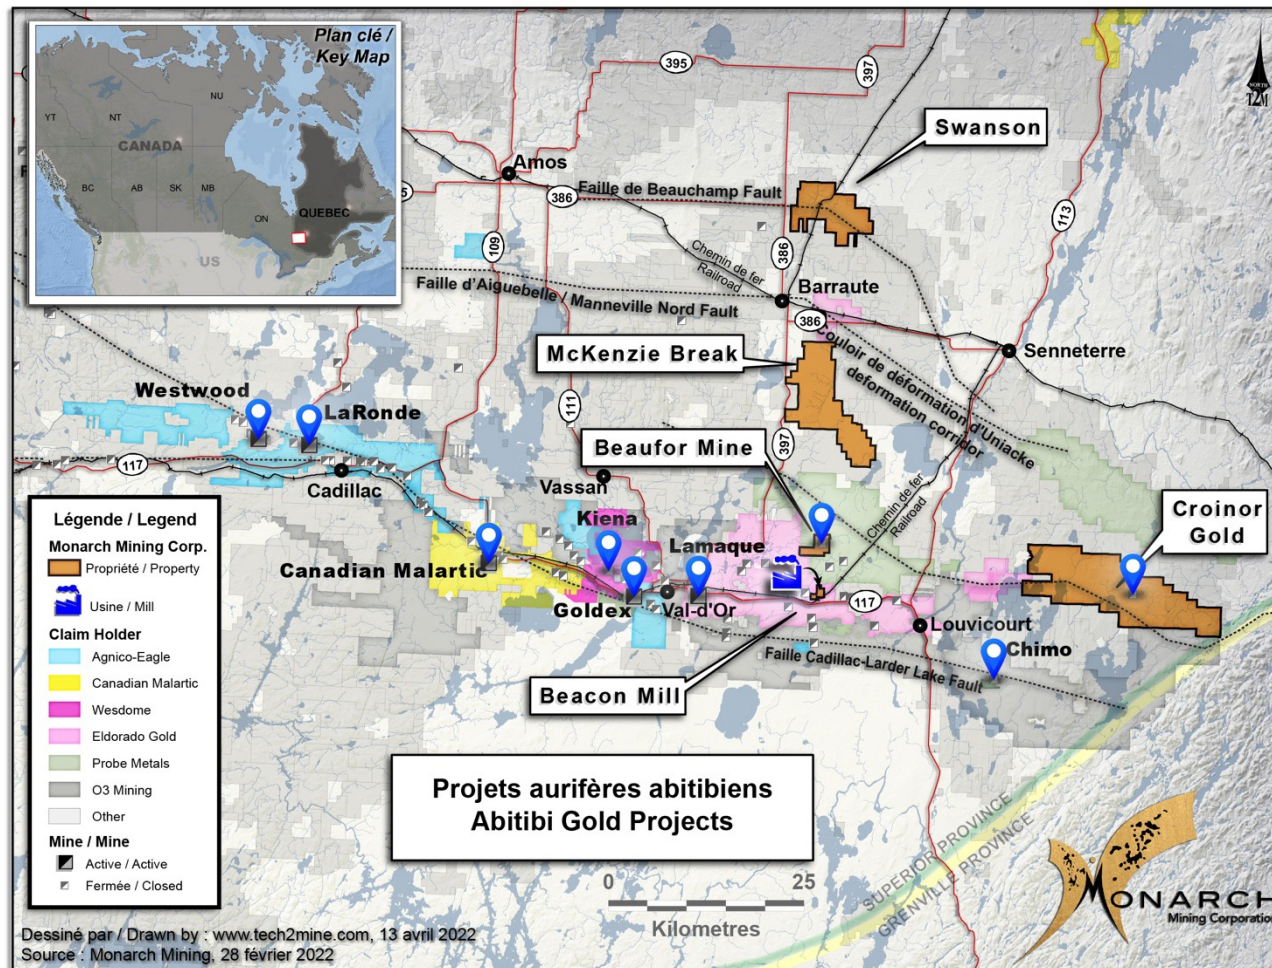 Plan clé /
Key Map
NU
YT
NT
CANADA
BC
AB
SK
MB
ON
QUEBEC
US
395
397
NORTH
T2M
Swanson
Amos
386
Faille de Beauchamp Fault
109
386
113
Chemin de fer
Railroad
Faille d'Aiguebelle / Manneville Nord Fault
Barraute
386
McKenzie Break
Senneterre
Couloir de déformation d'Uniacke
deformation corridor
Westwood
LaRonde
111
397
Beaufor Mine
117
Cadillac
Vassan
Chemin de fer
Railroad
Croinor
Gold
Kiena
Lamaque
Canadian Malartic
Goldex
Val-d'Or
117
Louvicourt
Chimo
Faille Cadillac-Larder Lake Fault
Beacon Mill
Légende / Legend
Monarch Mining Corp.
Propriété / Property
Usine / Mill
Claim Holder
Agnico-Eagle
Canadian Malartic
Wesdome
Eldorado Gold
Probe Metals
O3 Mining
Other
Mine / Mine
Active / Active
Fermée / Closed
Projets aurifères abitibiens
Abitibi Gold Projects
0 25
Kilometres
SUPERIOR PROVINCE
GRENVILLE PROVINCE
MONARCH
Mining Corporation
Dessiné par / Drawn by : www.tech2mine.com, 13 avril 2022
Source : Monarch Mining, 28 février 2022